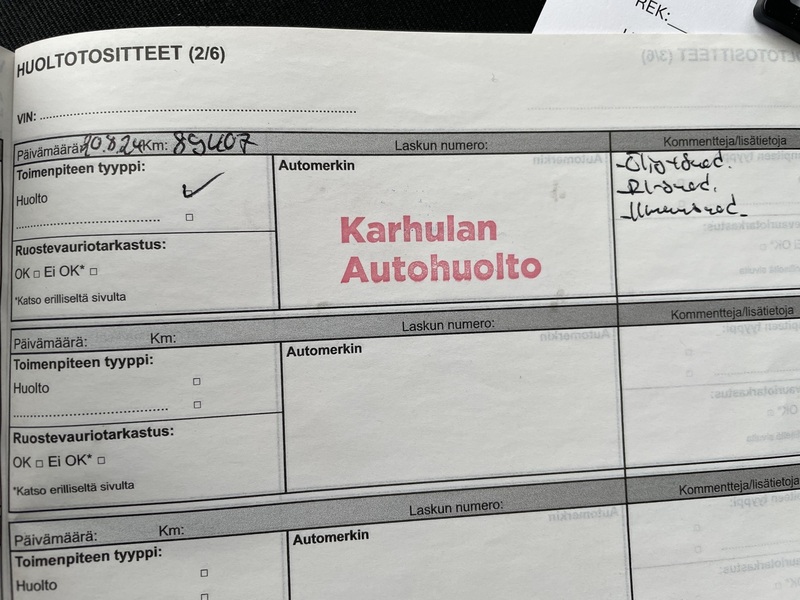 REK:
HUOLTOTOSITTEET (2/6)
VIN:
Päivämäärä: 20.8.24 Km: 89407 Laskun numero: Kommentteja/lisätietoja
Toimenpiteen tyyppi: Automerkin
Huolto
Karhulan
Autohuolto
Ruostevauriotarkastus:
OK □ Ei OK* □
*Katso erilliseltä sivulta
Päivämäärä: Km: Laskun numero: Kommentteja/lisätietoja
Toimenpiteen tyyppi: Automerkin
Huolto □
□
Ruostevauriotarkastus:
OK □ Ei OK* □
*Katso erilliseltä sivulta
Päivämäärä: Km: Laskun numero: Kommentteja/lisätietoja
Toimenpiteen tyyppi: Automerkin
Huolto □